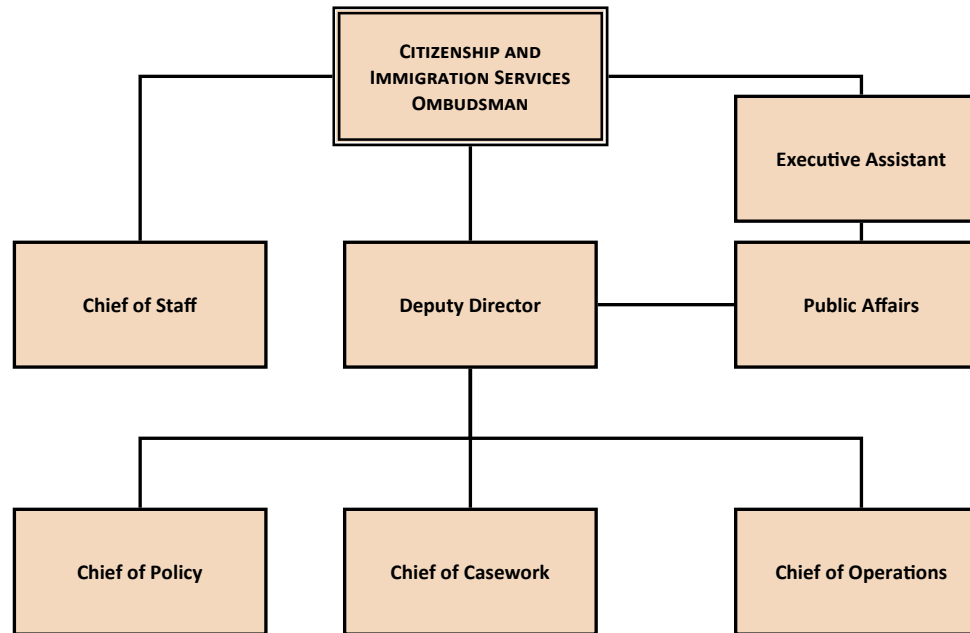 CITIZENSHIP AND
IMMIGRATION SERVICES
OMBUDSMAN
Executive Assistant
Chief of Staff
Deputy Director
Public Affairs
Chief of Policy
Chief of Casework
Chief of Operations